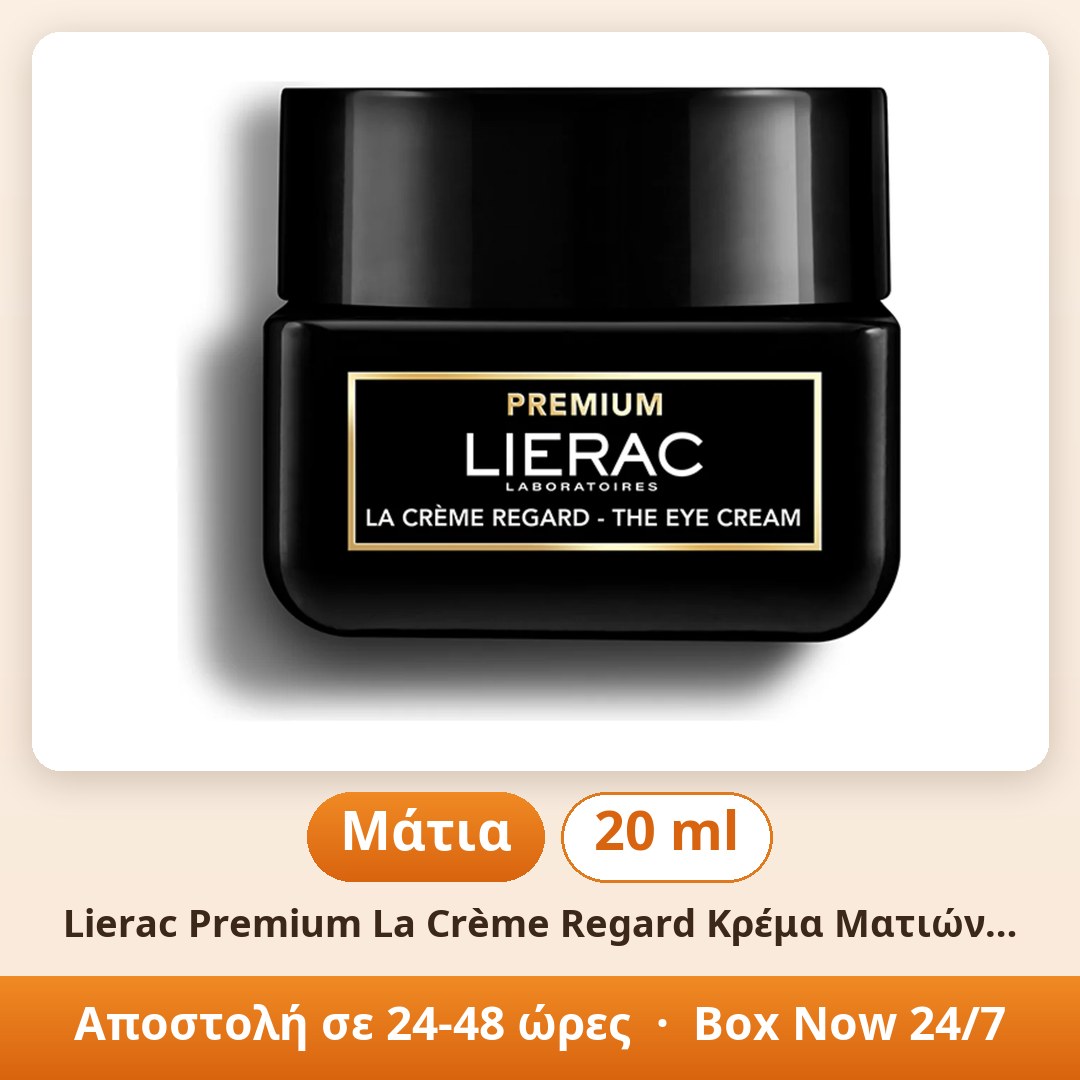 PREMIUM
LIERAC
LABORATOIRES
LA CRÈME REGARD - THE EYE CREAM
Μάτια
20 ml
Lierac Premium La Crème Regard Κρέμα Ματιών...
Αποστολή σε 24-48 ώρες · Box Now 24/7